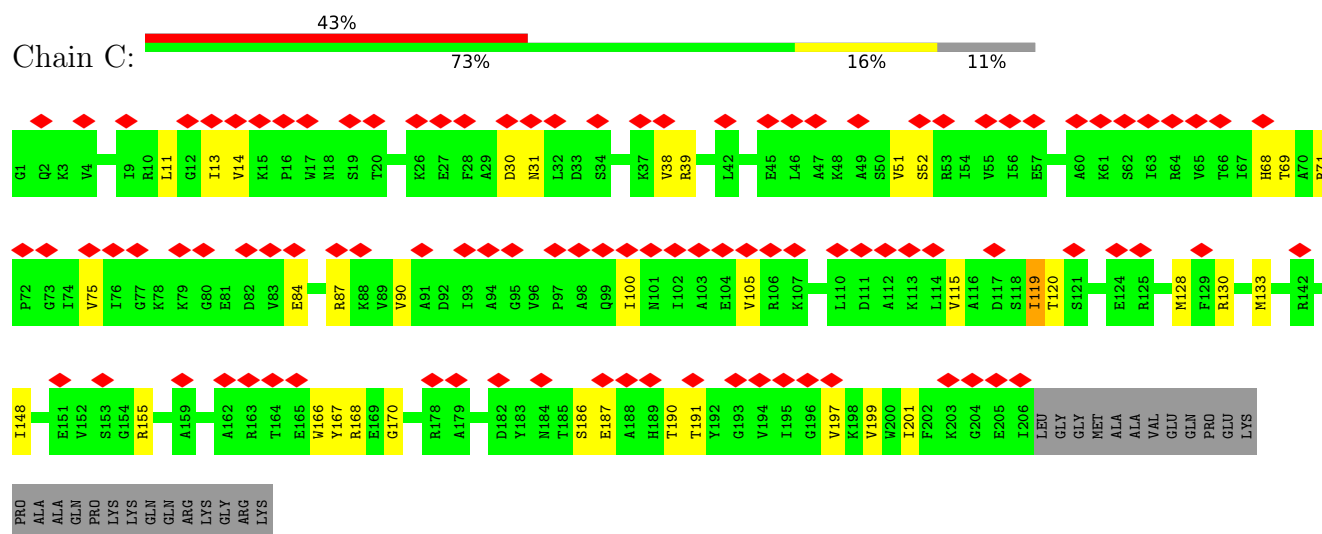 43%
Chain C:
73% 16% 11%
G1 Q2 K3 V4 I9 R10 L11 G12 I13 V14 K15 P16 W17 N18 S19 T20 K26 E27 F28 A29 D30 N31 L32 D33 S34 K37 V38 R39 L42 E45 L46 A47 K48 A49 S50 V51 S52 R53 I54 V55 I56 E57 A60 K61 S62 I63 R64 V65 T66 I67 H68 T69 A70 R71
P72 G73 I74 V75 I76 G77 K78 K79 G80 E81 D82 V83 E84 R87 K88 V89 V90 A91 D92 I93 A94 G95 V96 P97 A98 Q99 I100 N101 I102 A103 E104 V105 R106 K107 L110 D111 A112 K113 L114 V115 A116 D117 S118 I119 T120 S121 E124 R125 M128 F129 R130 M133 R142
I148 E151 V152 S153 G154 R155 A159 A162 R163 T164 E165 W166 Y167 R168 E169 G170 R178 A179 D182 Y183 N184 T185 S186 E187 A188 H189 T190 T191 Y192 G193 V194 I195 G196 V197 K198 V199 W200 I201 F202 K203 G204 E205 I206 LEU GLY GLY MET ALA ALA VAL GLU GLN PRO GLU LYS
PRO ALA ALA GLN PRO LYS LYS GLN GLN ARG LYS GLY ARG LYS